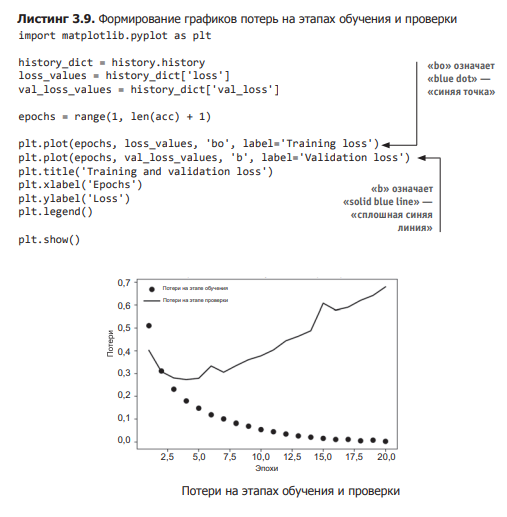 Листинг 3.9. Формирование графиков потерь на этапах обучения и проверки
import matplotlib.pyplot as plt
history_dict = history.history
loss_values = history_dict['loss']
val_loss_values = history_dict['val_loss']
epochs = range(1, len(acc) + 1)
plt.plot(epochs, loss_values, 'bo', label='Training loss')
plt.plot(epochs, val_loss_values, 'b', label='Validation loss')
plt.title('Training and validation loss')
plt.xlabel('Epochs')
plt.ylabel('Loss')
plt.legend()
plt.show()
«bo» означает
«blue dot» —
«синяя точка»
«b» означает
«solid blue line» —
«сплошная синяя
линия»
Потери на этапе обучения
Потери на этапе проверки
Потери
0,7
0,6
0,5
0,4
0,3
0,2
0,1
0,0
2,5 5,0 7,5 10,0 12,5 15,0 17,5 20,0
Эпохи
Потери на этапах обучения и проверки